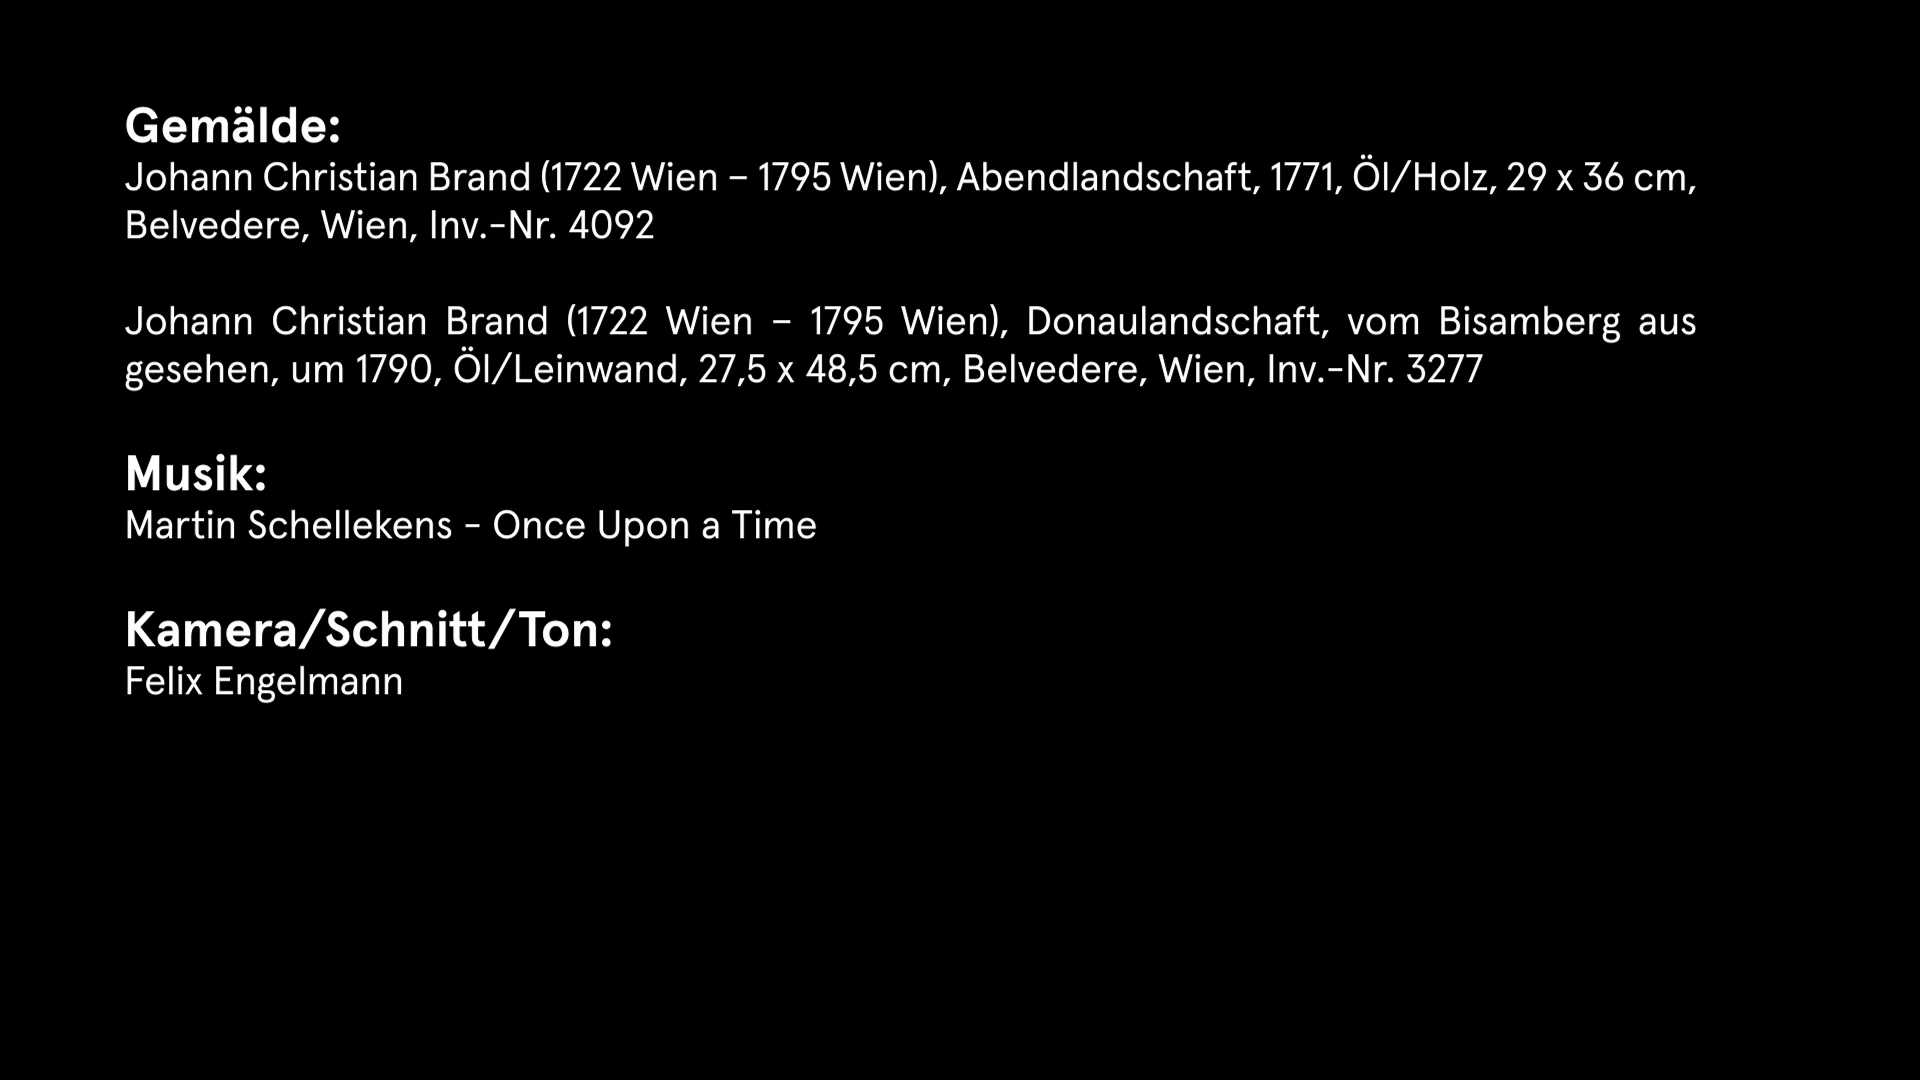 Gemälde:
Johann Christian Brand (1722 Wien – 1795 Wien), Abendlandschaft, 1771, Öl/Holz, 29 x 36 cm,
Belvedere, Wien, Inv.-Nr. 4092
Johann Christian Brand (1722 Wien – 1795 Wien), Donaulandschaft, vom Bisamberg aus
gesehen, um 1790, Öl/Leinwand, 27,5 x 48,5 cm, Belvedere, Wien, Inv.-Nr. 3277
Musik:
Martin Schellekens - Once Upon a Time
Kamera/Schnitt/Ton:
Felix Engelmann